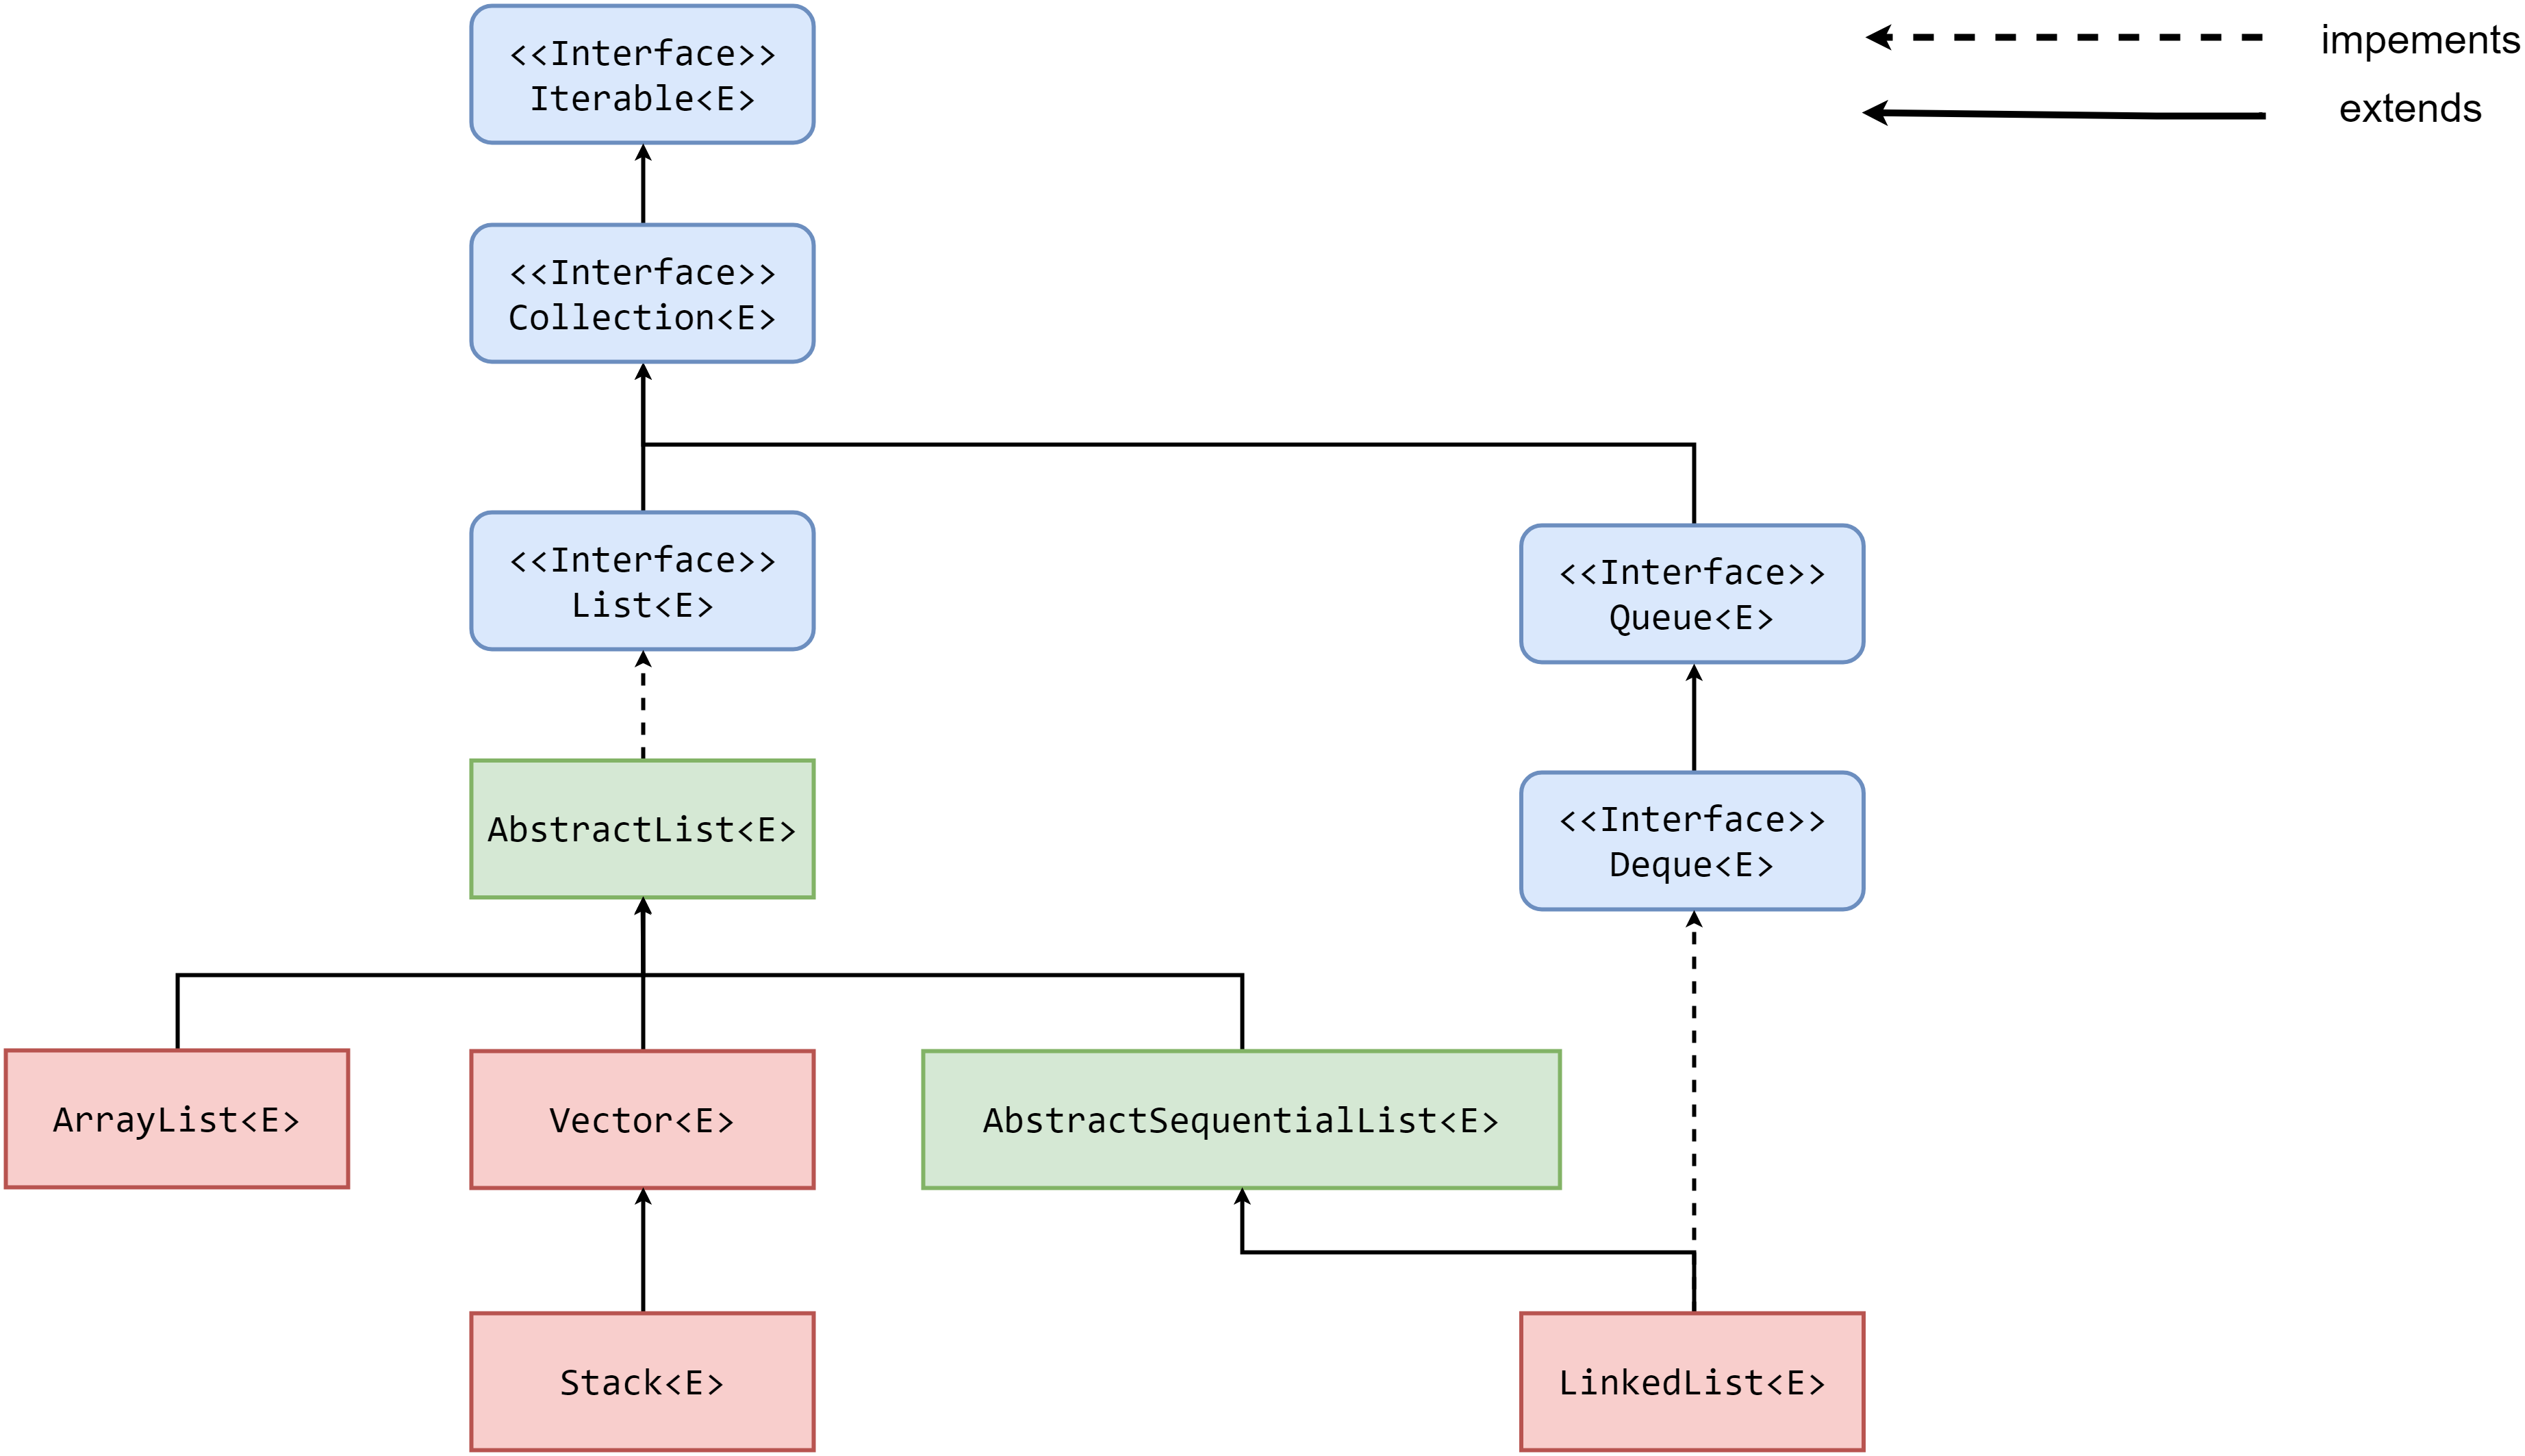 <<Interface>>
Iterable<E>
impements
extends
<<Interface>>
Collection<E>
<<Interface>>
List<E>
<<Interface>>
Queue<E>
AbstractList<E>
<<Interface>>
Deque<E>
ArrayList<E>
Vector<E>
AbstractSequentialList<E>
Stack<E>
LinkedList<E>